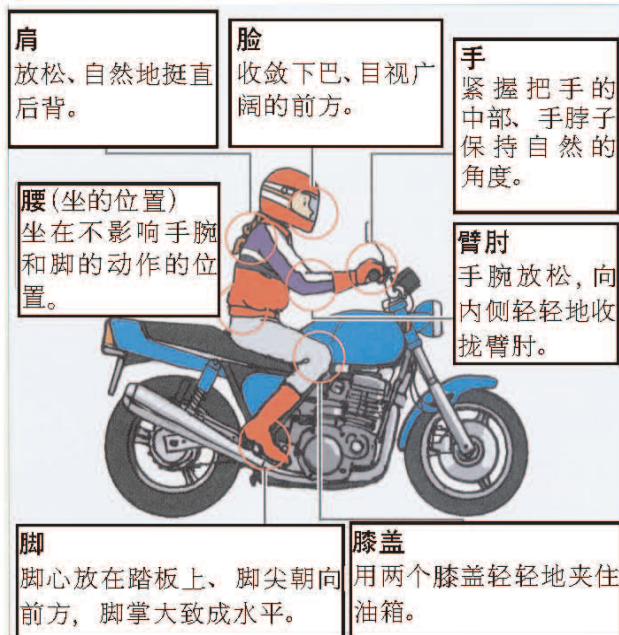 肩
放松、自然地挺直
后背。
脸
收敛下巴、目视广
阔的前方。
手
紧握把手的
中部、手脖子
保持自然的
角度。
腰(坐的位置)
坐在不影响手腕
和脚的动作的位
置。
臂肘
手腕放松,向
内侧轻轻地收
拢臂肘。
脚
脚心放在踏板上、脚尖朝向
前方,脚掌大致成水平。
膝盖
用两个膝盖轻轻地夹住
油箱。